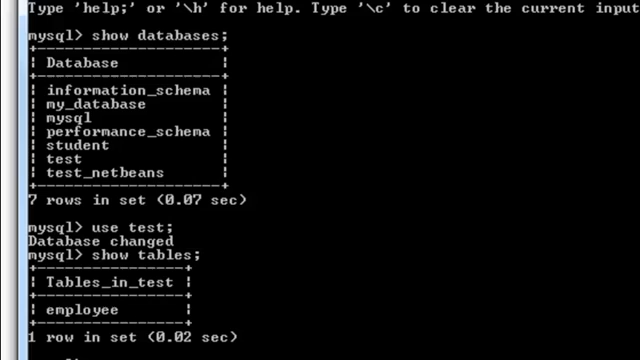 Type 'help;' or '\h' for help. Type '\c' to clear the current input
mysql> show databases;
+--------------------+
| Database           |
+--------------------+
| information_schema |
| my_database        |
| mysql              |
| performance_schema |
| student            |
| test               |
| test_netbeans      |
+--------------------+
7 rows in set (0.07 sec)
mysql> use test;
Database changed
mysql> show tables;
+----------------+
| Tables_in_test |
+----------------+
| employee       |
+----------------+
1 row in set (0.02 sec)